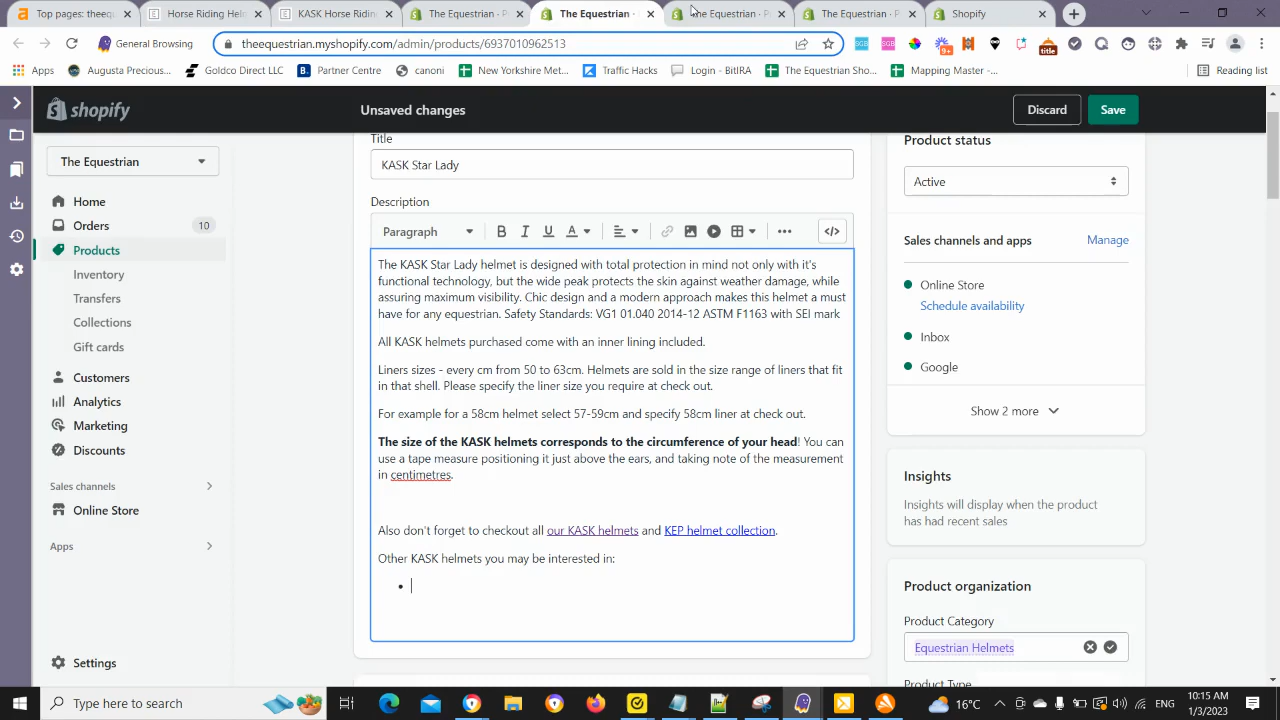 Top pages: theequ
Horse Riding Hel
KASK Horse Riding
The Equestrian - P
The Equestrian -
The Equestrian - P
The Equestrian - P
Shopify
General Browsing
theequestrian.myshopify.com/admin/products/6937010962513
Apps
Augusta Precious...
Goldco Direct LLC
Partner Centre
canoni
New Yorkshire Met...
Traffic Hacks
Login - BitIRA
The Equestrian Sho...
Mapping Master -...
Reading list
shopify
Unsaved changes
Discard
Save
The Equestrian
Home
Orders
10
Products
Inventory
Transfers
Collections
Gift cards
Customers
Analytics
Marketing
Discounts
Sales channels
Online Store
Apps
Settings
Title
KASK Star Lady
Description
Paragraph
The KASK Star Lady helmet is designed with total protection in mind not only with it's
functional technology, but the wide peak protects the skin against weather damage, while
assuring maximum visibility. Chic design and a modern approach makes this helmet a must
have for any equestrian. Safety Standards: VG1 01.040 2014-12 ASTM F1163 with SEI mark
All KASK helmets purchased come with an inner lining included.
Liners sizes - every cm from 50 to 63cm. Helmets are sold in the size range of liners that fit
in that shell. Please specify the liner size you require at check out.
For example for a 58cm helmet select 57-59cm and specify 58cm liner at check out.
The size of the KASK helmets corresponds to the circumference of your head! You can
use a tape measure positioning it just above the ears, and taking note of the measurement
in centimetres.
Also don't forget to checkout all our KASK helmets and KEP helmet collection.
Other KASK helmets you may be interested in:
Product status
Active
Sales channels and apps
Manage
Online Store
Schedule availability
Inbox
Google
Show 2 more
Insights
Insights will display when the product
has had recent sales
Product organization
Product Category
Equestrian Helmets
Product Type
Type here to search
16°C
ENG
10:15 AM
1/3/2023